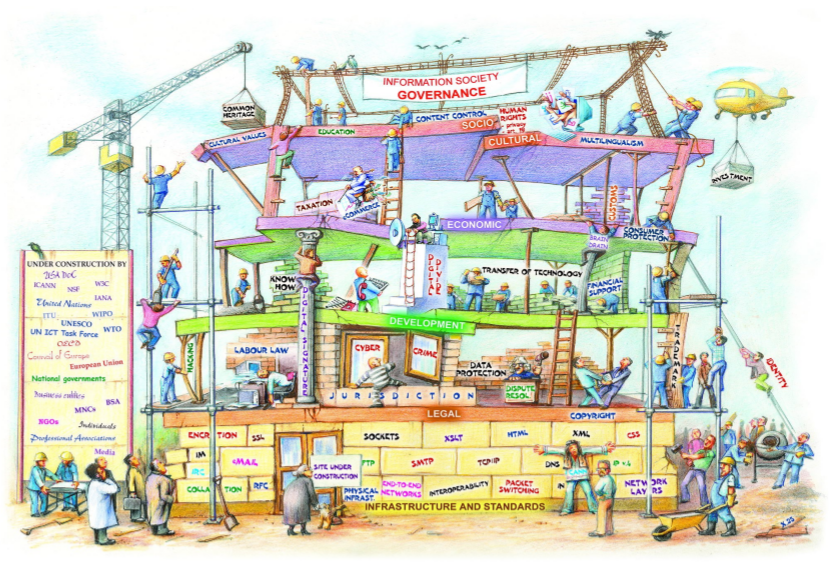 INFORMATION SOCIETY
GOVERNANCE
COMMON
HERITAGE
CULTURAL VALUES
EDUCATION
CONTENT CONTROL
SOCIO
CULTURAL
HUMAN
RIGHTS
privacy
MULTILINGUALISM
INVESTMENT
TAXATION
eCOMMERCE
CUSTOMS
ECONOMIC
CONSUMER
PROTECTION
BRAIN
DRAIN
UNDER CONSTRUCTION BY
USA DoC
ICANN
NSF
W3C
IANA
United Nations
ITU
WIPO
UNESCO
UN ICT Task Force
WTO
OECD
Council of Europe
European Union
National governments
Business entities
MNCs
BSA
NGOs
Individuals
Professional Associations
Media
KNOW
HOW
DIGITAL SIGNATURE
DIGITAL
DIVIDE
TRANSFER OF TECHNOLOGY
FINANCIAL
SUPPORT
DEVELOPMENT
HACKING
LABOUR LAW
CYBER
CRIME
DATA
PROTECTION
DISPUTE
RESOL.
TRADEMARK
IDENTITY
JURISDICTION
LEGAL
COPYRIGHT
SSL
SOCKETS
XSLT
HTML
XML
CSS
IM
SMTP
TCP/IP
DNS
RFC
SITE UNDER
CONSTRUCTION
PHYSICAL
INFRAST.
END-TO-END
NETWORKS
INTEROPERABILITY
PACKET
SWITCHING
NETWORK
LAYERS
INFRASTRUCTURE AND STANDARDS